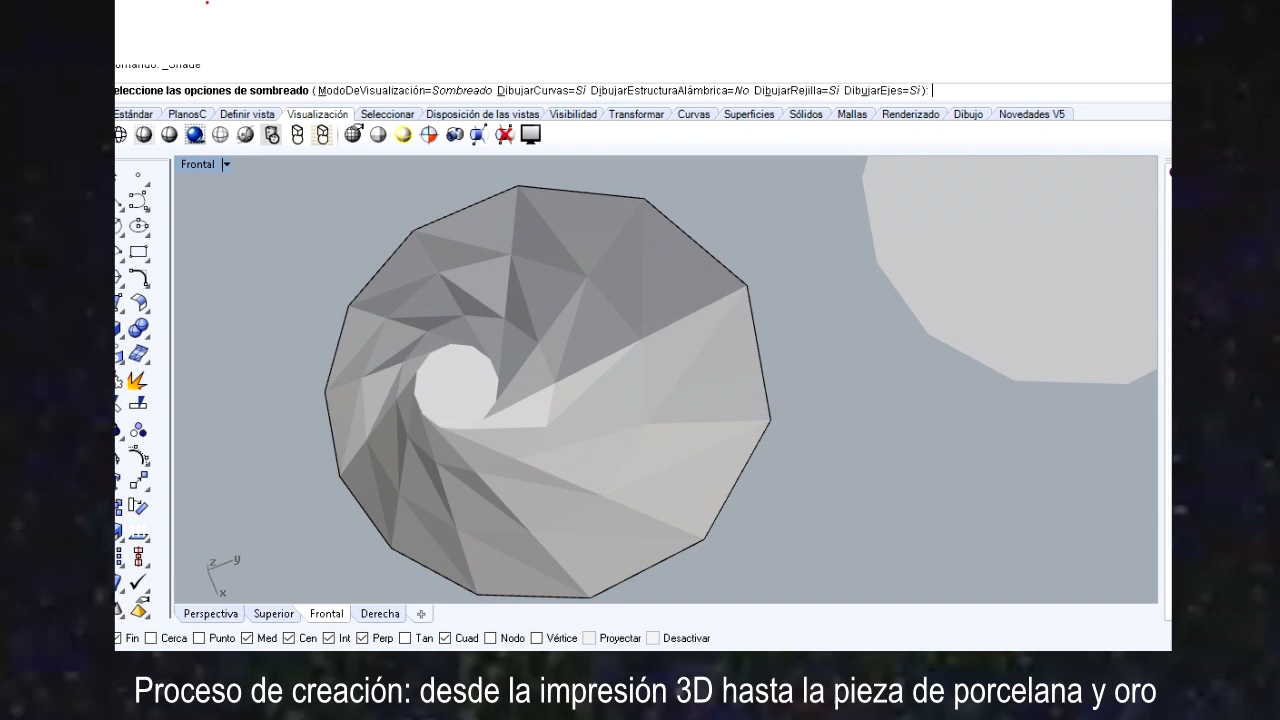 omando: _Shade
eleccione las opciones de sombreado ( ModoDeVisualización=Sombreado DibujarCurvas=Sí DibujarEstructuraAlámbrica=No DibujarRejilla=Sí DibujarEjes=Sí ):
Estándar PlanosC Definir vista Visualización Seleccionar Disposición de las vistas Visibilidad Transformar Curvas Superficies Sólidos Mallas Renderizado Dibujo Novedades V5
Frontal
z y
x
Perspectiva Superior Frontal Derecha
Fin Cerca Punto Med Cen Int Perp Tan Cuad Nodo Vértice Proyectar Desactivar
Proceso de creación: desde la impresión 3D hasta la pieza de porcelana y oro